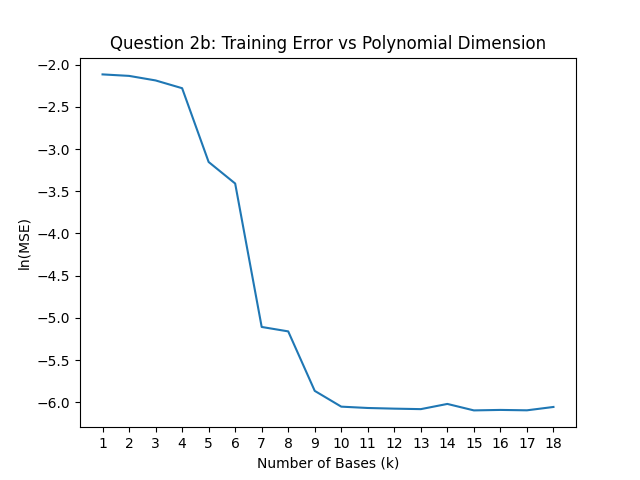 Question 2b: Training Error vs Polynomial Dimension
−2.0
−2.5
−3.0
−3.5
−4.0
−4.5
−5.0
−5.5
−6.0
ln(MSE)
1 2 3 4 5 6 7 8 9 10 11 12 13 14 15 16 17 18
Number of Bases (k)